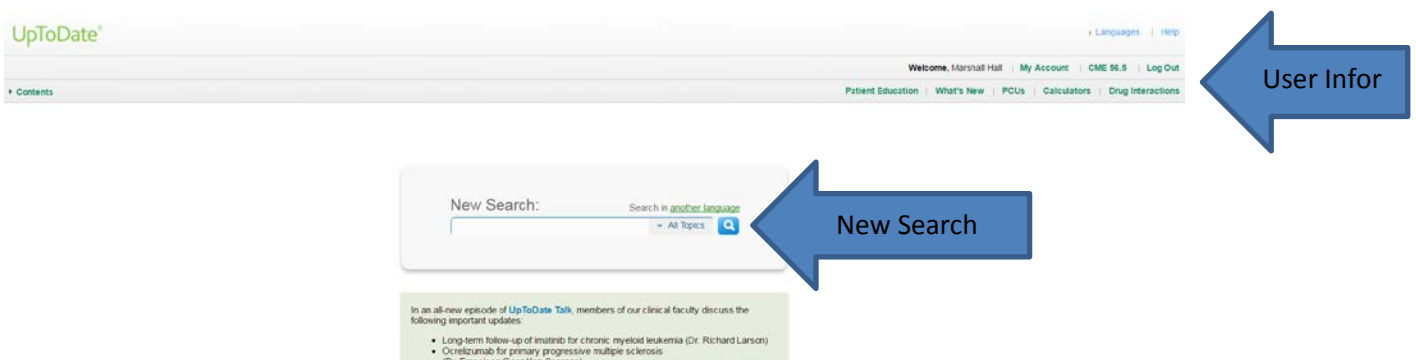 UpToDate®
Languages | Help
Welcome, Marshall Hall | My Account | CME 56.5 | Log Out
Contents
Patient Education | What's New | PCUs | Calculators | Drug Interactions
User Infor
New Search:
Search in another language
All Topics
New Search
In an all-new episode of UpToDate Talk, members of our clinical faculty discuss the
following important updates:
• Long-term follow-up of imatinib for chronic myeloid leukemia (Dr. Richard Larson)
• Ocrelizumab for primary progressive multiple sclerosis